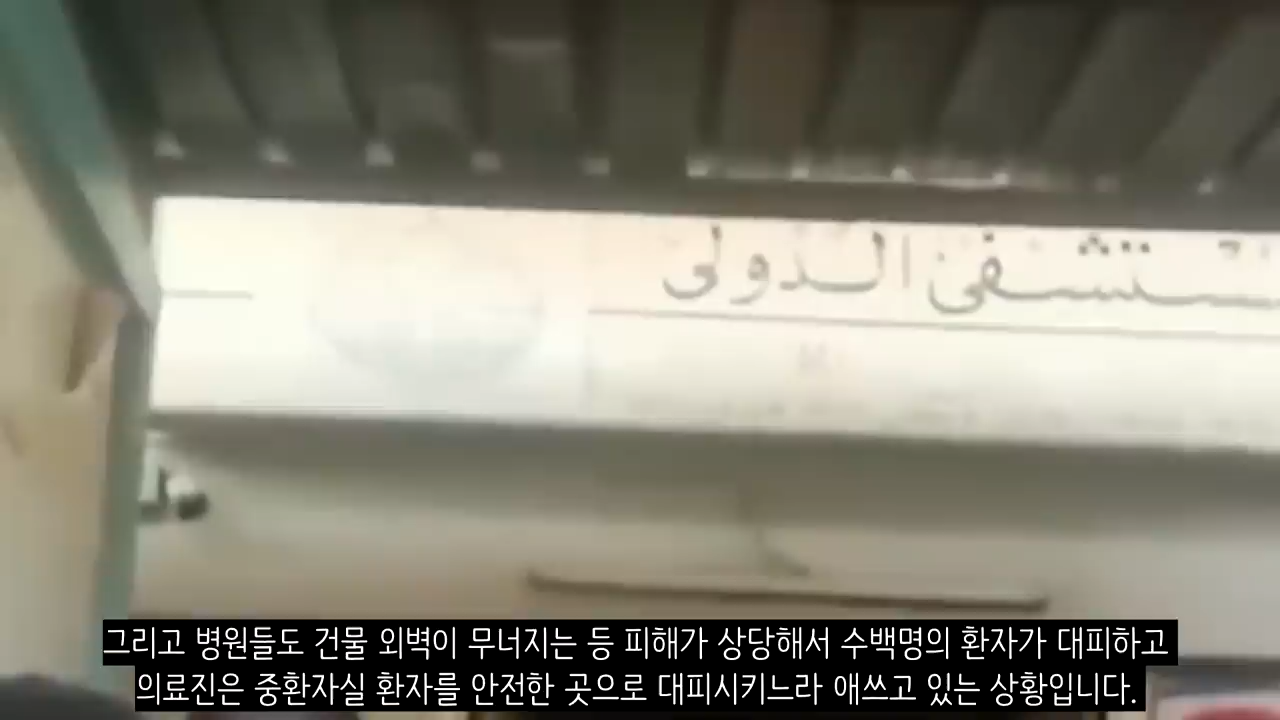 ستشفى الدولي
그리고 병원들도 건물 외벽이 무너지는 등 피해가 상당해서 수백명의 환자가 대피하고
의료진은 중환자실 환자를 안전한 곳으로 대피시키느라 애쓰고 있는 상황입니다.